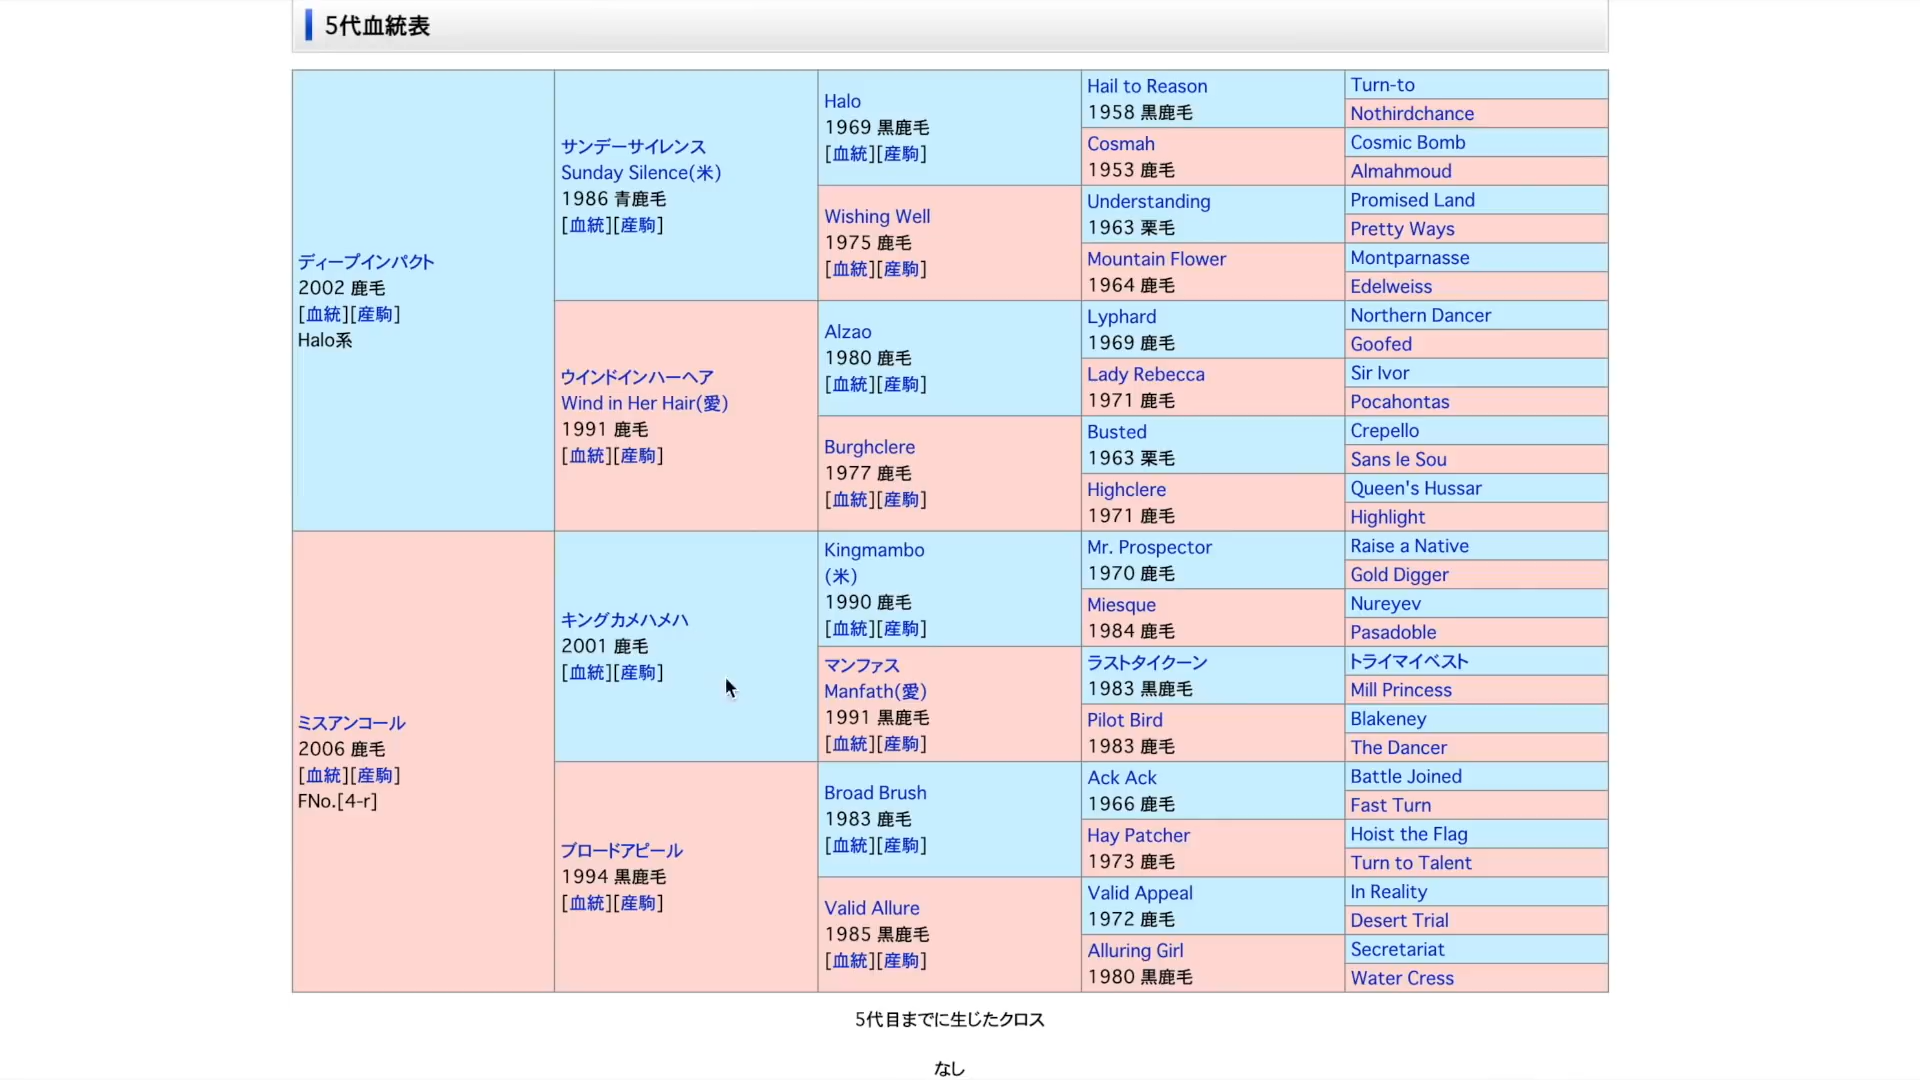 5代血統表
ディープインパクト
2002 鹿毛
[血統][産駒]
Halo系
サンデーサイレンス
Sunday Silence(米)
1986 青鹿毛
[血統][産駒]
Halo
1969 黒鹿毛
[血統][産駒]
Hail to Reason
1958 黒鹿毛
Turn-to
Nothirdchance
Cosmah
1953 鹿毛
Cosmic Bomb
Almahmoud
Wishing Well
1975 鹿毛
[血統][産駒]
Understanding
1963 栗毛
Promised Land
Pretty Ways
Mountain Flower
1964 鹿毛
Montparnasse
Edelweiss
ウインドインハーヘア
Wind in Her Hair(愛)
1991 鹿毛
[血統][産駒]
Alzao
1980 鹿毛
[血統][産駒]
Lyphard
1969 鹿毛
Northern Dancer
Goofed
Lady Rebecca
1971 鹿毛
Sir Ivor
Pocahontas
Burghclere
1977 鹿毛
[血統][産駒]
Busted
1963 栗毛
Crepello
Sans le Sou
Highclere
1971 鹿毛
Queen's Hussar
Highlight
ミスアンコール
2006 鹿毛
[血統][産駒]
FNo.[4-r]
キングカメハメハ
2001 鹿毛
[血統][産駒]
Kingmambo
(米)
1990 鹿毛
[血統][産駒]
Mr. Prospector
1970 鹿毛
Raise a Native
Gold Digger
Miesque
1984 鹿毛
Nureyev
Pasadoble
マンファス
Manfath(愛)
1991 黒鹿毛
[血統][産駒]
ラストタイクーン
1983 黒鹿毛
トライマイベスト
Mill Princess
Pilot Bird
1983 鹿毛
Blakeney
The Dancer
ブロードアピール
1994 黒鹿毛
[血統][産駒]
Broad Brush
1983 鹿毛
[血統][産駒]
Ack Ack
1966 鹿毛
Battle Joined
Fast Turn
Hay Patcher
1973 鹿毛
Hoist the Flag
Turn to Talent
Valid Allure
1985 黒鹿毛
[血統][産駒]
Valid Appeal
1972 鹿毛
In Reality
Desert Trial
Alluring Girl
1980 黒鹿毛
Secretariat
Water Cress
5代目までに生じたクロス
なし